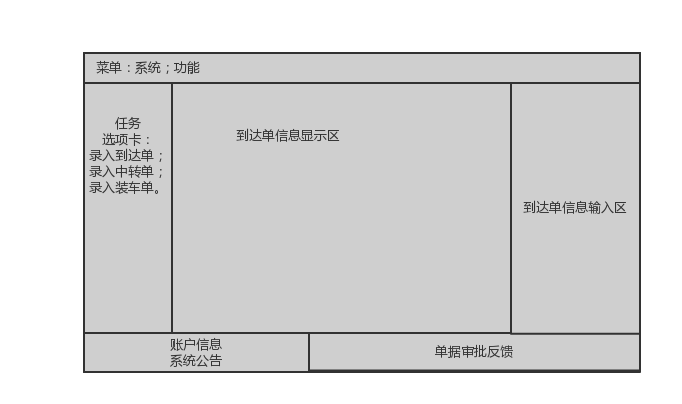 菜单：系统；功能
任务
选项卡：
录入到达单；
录入中转单；
录入装车单。
到达单信息显示区
到达单信息输入区
账户信息
系统公告
单据审批反馈